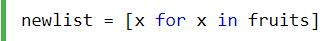 newlist = [x for x in fruits]